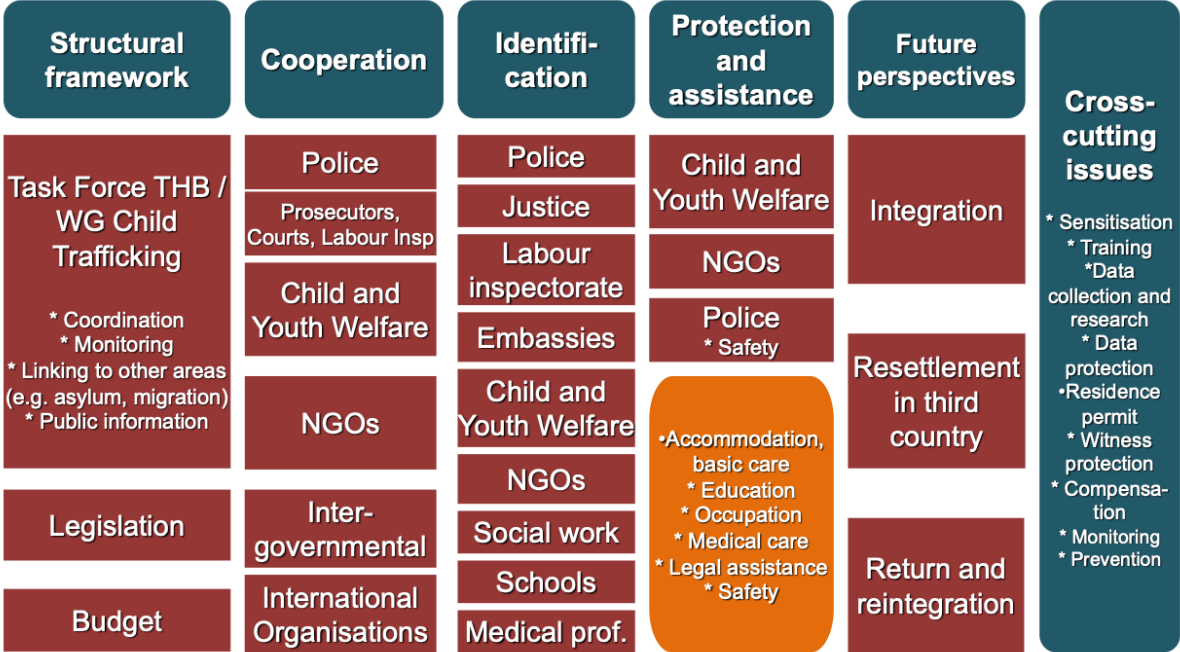 Structural
framework
Task Force THB /
WG Child
Trafficking
* Coordination
* Monitoring
* Linking to other areas
(e.g. asylum, migration)
* Public information
Legislation
Budget
Cooperation
Police
Prosecutors,
Courts, Labour Insp
Child and
Youth Welfare
NGOs
Inter-
governmental
International
Organisations
Identifi-
cation
Police
Justice
Labour
inspectorate
Embassies
Child and
Youth Welfare
NGOs
Social work
Schools
Medical prof.
Protection
and
assistance
Child and
Youth Welfare
NGOs
Police
* Safety
•Accommodation,
basic care
* Education
* Occupation
* Medical care
* Legal assistance
* Safety
Future
perspectives
Integration
Resettlement
in third
country
Return and
reintegration
Cross-
cutting
issues
* Sensitisation
* Training
*Data
collection and
research
* Data
protection
•Residence
permit
* Witness
protection
* Compensa-
tion
* Monitoring
* Prevention